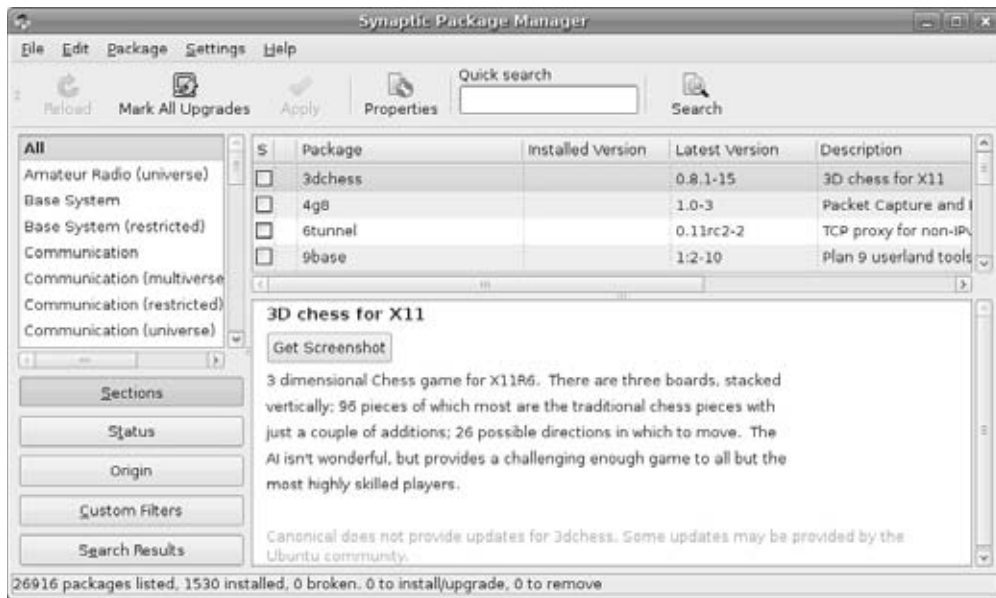 Synaptic Package Manager
File Edit Package Settings Help
Reload Mark All Upgrades Apply Properties Quick search Search
All
Amateur Radio (universe)
Base System
Base System (restricted)
Communication
Communication (multiverse
Communication (restricted)
Communication (universe)
S Package Installed Version Latest Version Description
3dchess 0.8.1-15 3D chess for X11
4g8 1.0-3 Packet Capture and
6tunnel 0.11rc2-2 TCP proxy for non-IPv
9base 1:2-10 Plan 9 userland tools
Sections
Status
Origin
Custom Filters
Search Results
3D chess for X11
Get Screenshot
3 dimensional Chess game for X11R6. There are three boards, stacked
vertically; 96 pieces of which most are the traditional chess pieces with
just a couple of additions; 26 possible directions in which to move. The
AI isn't wonderful, but provides a challenging enough game to all but the
most highly skilled players.
Canonical does not provide updates for 3dchess. Some updates may be provided by the
Ubuntu community.
26916 packages listed, 1530 installed, 0 broken. 0 to install/upgrade, 0 to remove